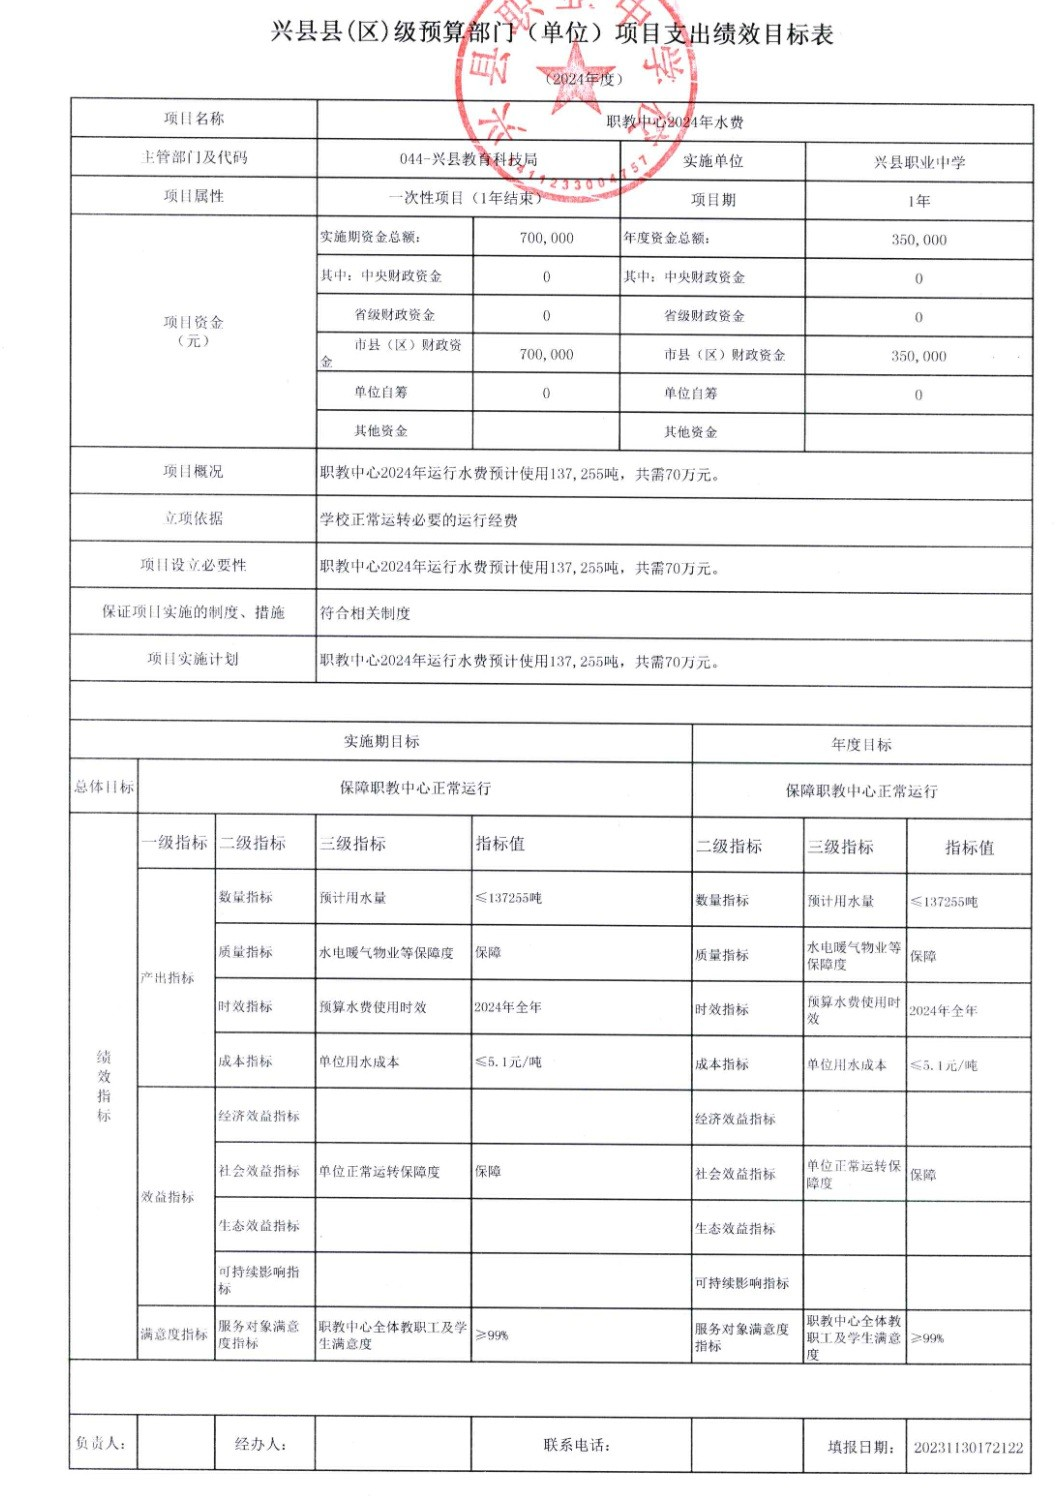 兴县县(区)级预算部门（单位）项目支出绩效目标表
（2024年度）
项目名称 职教中心2024年水费
主管部门及代码 044-兴县教育科技局 实施单位 兴县职业中学
项目属性 一次性项目（1年结束） 项目期 1年
项目资金
（元）
实施期资金总额： 700,000 年度资金总额： 350,000
其中：中央财政资金 0 其中：中央财政资金 0
省级财政资金 0 省级财政资金 0
市县（区）财政资
金 700,000 市县（区）财政资金 350,000
单位自筹 0 单位自筹 0
其他资金 其他资金
项目概况 职教中心2024年运行水费预计使用137,255吨，共需70万元。
立项依据 学校正常运转必要的运行经费
项目设立必要性 职教中心2024年运行水费预计使用137,255吨，共需70万元。
保证项目实施的制度、措施 符合相关制度
项目实施计划 职教中心2024年运行水费预计使用137,255吨，共需70万元。
实施期目标 年度目标
总体目标 保障职教中心正常运行 保障职教中心正常运行
绩
效
指
标
一级指标 二级指标 三级指标 指标值 二级指标 三级指标 指标值
产出指标
数量指标 预计用水量 ≤137255吨 数量指标 预计用水量 ≤137255吨
质量指标 水电暖气物业等保障度 保障 质量指标 水电暖气物业等
保障度 保障
时效指标 预算水费使用时效 2024年全年 时效指标 预算水费使用时
效 2024年全年
成本指标 单位用水成本 ≤5.1元/吨 成本指标 单位用水成本 ≤5.1元/吨
效益指标
经济效益指标 经济效益指标
社会效益指标 单位正常运转保障度 保障 社会效益指标 单位正常运转保
障度 保障
生态效益指标 生态效益指标
可持续影响指
标 可持续影响指标
满意度指标 服务对象满意
度指标 职教中心全体教职工及学
生满意度 ≥99% 服务对象满意度
指标 职教中心全体教
职工及学生满意
度 ≥99%
负责人： 经办人： 联系电话： 填报日期： 20231130172122